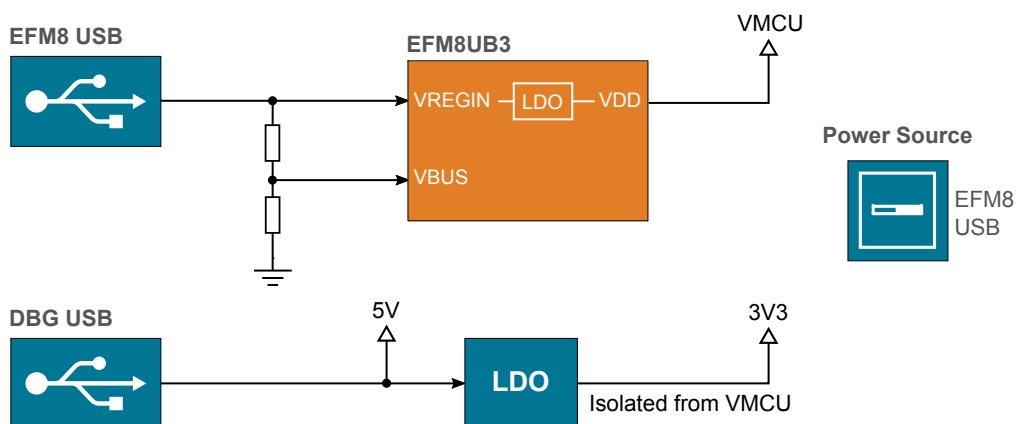 EFM8 USB
EFM8UB3
VMCU
VREGIN
LDO
VDD
VBUS
Power Source
EFM8
USB
DBG USB
5V
LDO
3V3
Isolated from VMCU